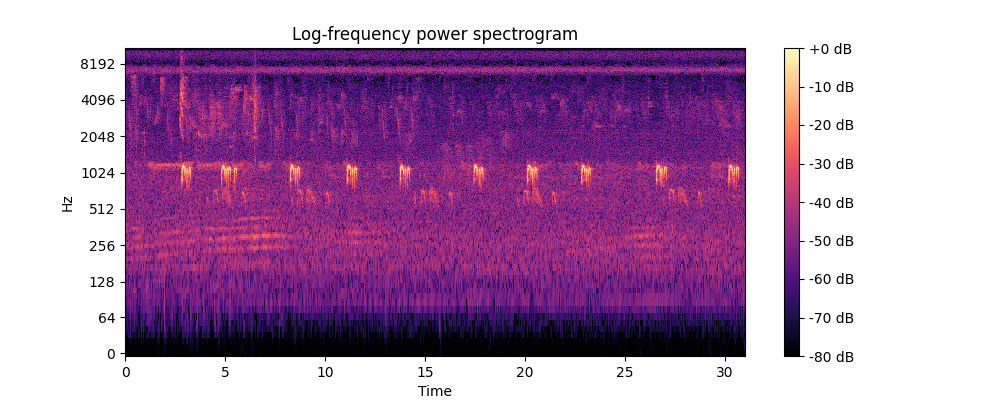 Log-frequency power spectrogram
Hz
8192
4096
2048
1024
512
256
128
64
0
0 5 10 15 20 25 30
Time
+0 dB
-10 dB
-20 dB
-30 dB
-40 dB
-50 dB
-60 dB
-70 dB
-80 dB